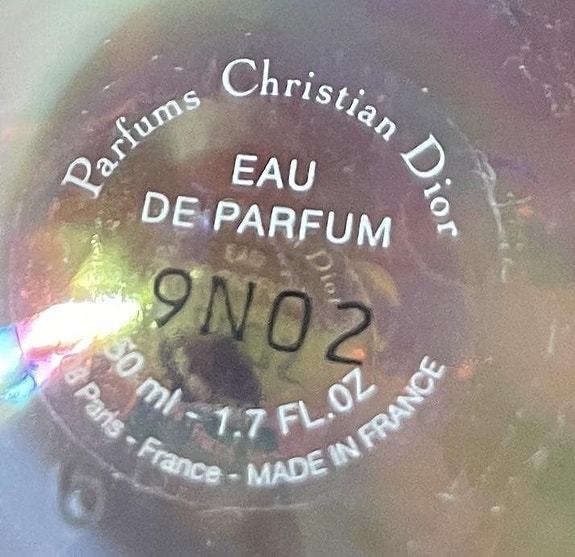 Parfums Christian Dior
EAU
DE PARFUM
9N02
50 ml - 1.7 FL.OZ
Paris - France - MADE IN FRANCE